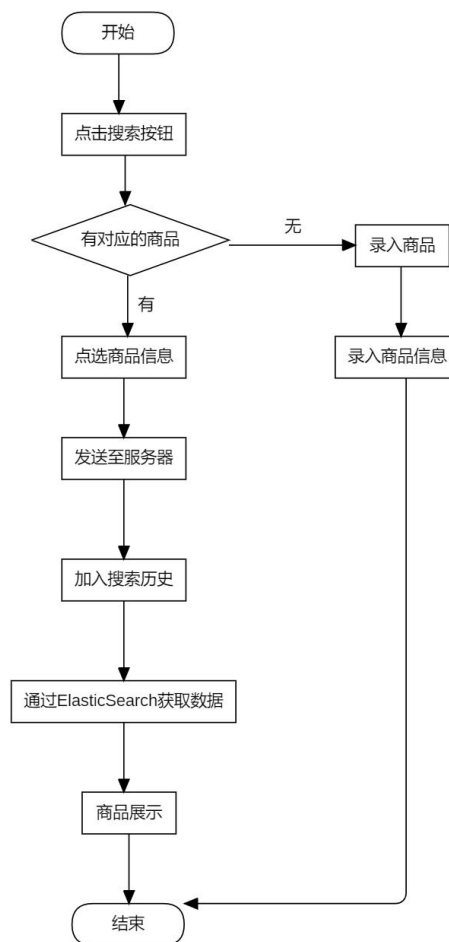 开始
点击搜索按钮
有对应的商品
无
录入商品
有
点选商品信息
录入商品信息
发送至服务器
加入搜索历史
通过ElasticSearch获取数据
商品展示
结束